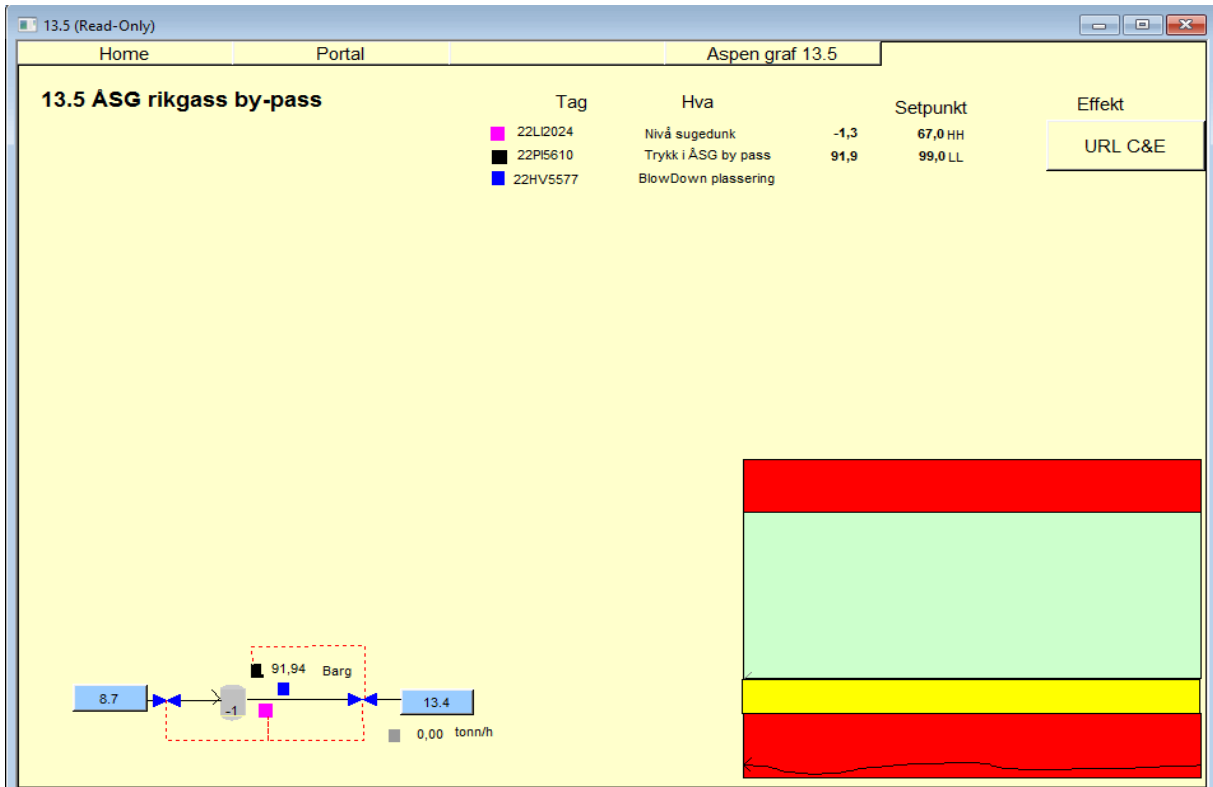 13.5 (Read-Only)
Home Portal Aspen graf 13.5
13.5 ÅSG rikgass by-pass Tag Hva Setpunkt Effekt
22LI2024 Nivå sugedunk -1,3 67,0 HH URL C&E
22PI5610 Trykk i ÅSG by pass 91,9 99,0 LL
22HV5577 BlowDown plassering
91,94 Barg
8.7 -1 13.4
0,00 tonn/h